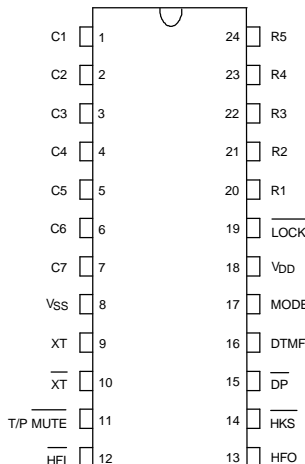 C1 1 24 R5
C2 2 23 R4
C3 3 22 R3
C4 4 21 R2
C5 5 20 R1
C6 6 19 LOCK
C7 7 18 VDD
VSS 8 17 MODE
XT 9 16 DTMF
XT 10 15 DP
T/P MUTE 11 14 HKS
HFI 12 13 HFO